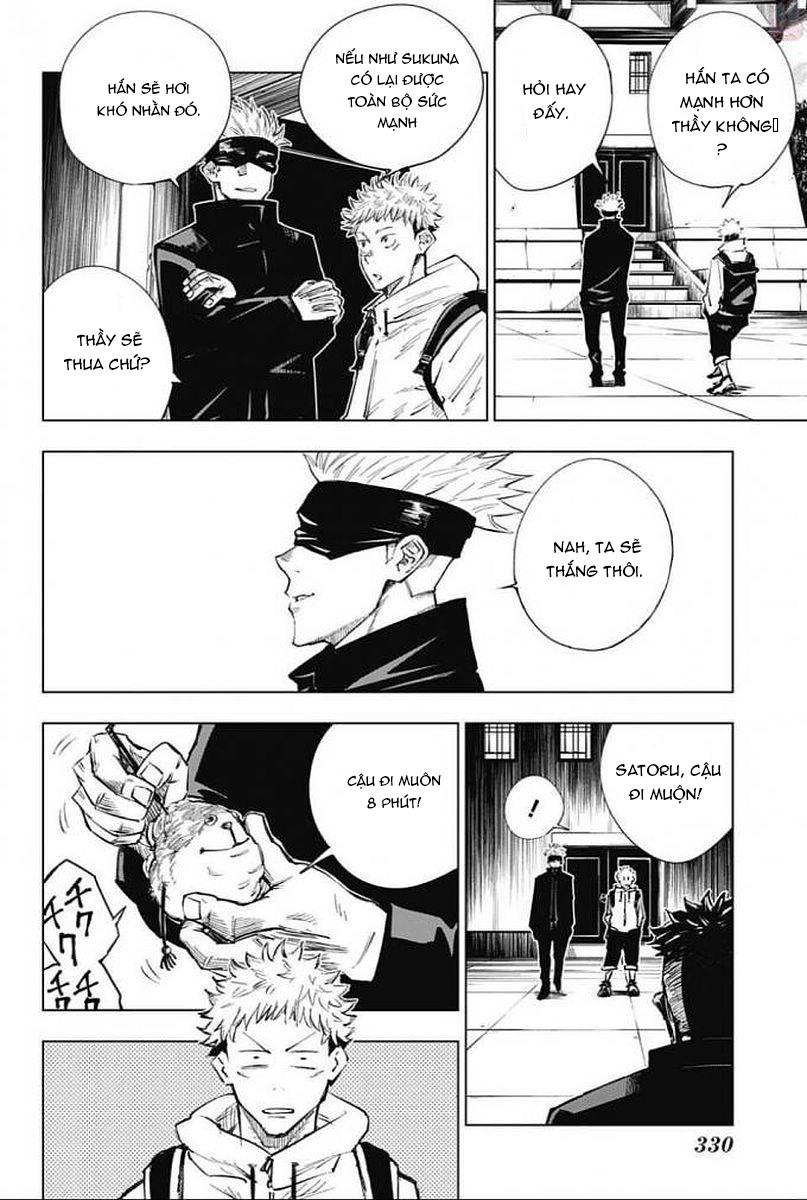 HẮN TA CÓ
MẠNH HƠN
THẦY KHÔNG
?
HỎI HAY
ĐẤY.
NẾU NHƯ SUKUNA
CÓ LẠI ĐƯỢC
TOÀN BỘ SỨC
MẠNH
HẮN SẼ HƠI
KHÓ NHẰN ĐÓ.
THẦY SẼ
THUA CHỨ?
NAH, TA SẼ
THẮNG THÔI.
SATORU, CẬU
ĐI MUỘN!
!
CẬU ĐI MUÔN
8 PHÚT!
チク
チク
チク
チク
330